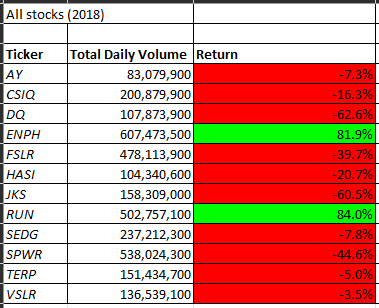 All stocks (2018)
Ticker Total Daily Volume Return
AY 83,079,900 -7.3%
CSIQ 200,879,900 -16.3%
DQ 107,873,900 -62.6%
ENPH 607,473,500 81.9%
FSLR 478,113,900 -39.7%
HASI 104,340,600 -20.7%
JKS 158,309,000 -60.5%
RUN 502,757,100 84.0%
SEDG 237,212,300 -7.8%
SPWR 538,024,300 -44.6%
TERP 151,434,700 -5.0%
VSLR 136,539,100 -3.5%